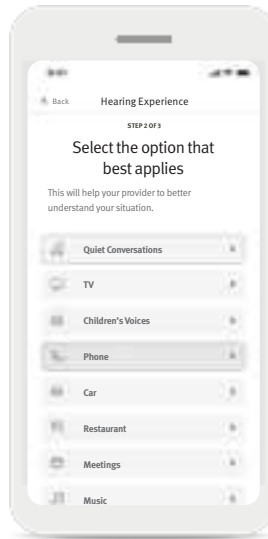 Back
Hearing Experience
STEP 2 OF 3
Select the option that
best applies
This will help your provider to better
understand your situation.
Quiet Conversations
TV
Children's Voices
Phone
Car
Restaurant
Meetings
Music